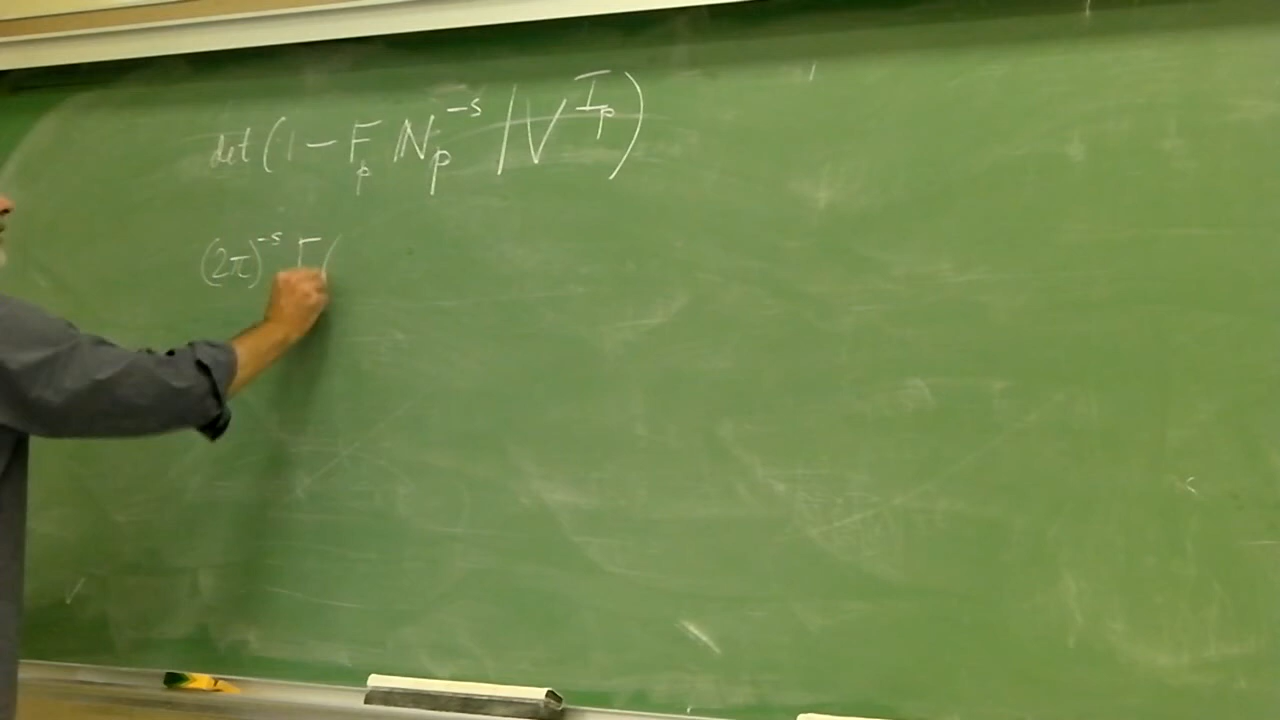 det(1 - F_p N_p^{-s} | V^{I_p})
(2π)^{-s} Γ(